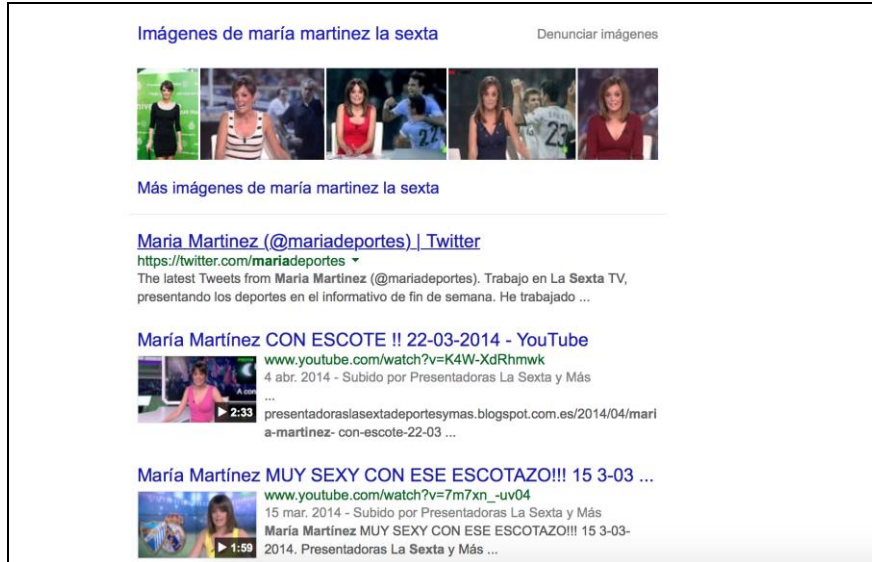 Imágenes de maría martinez la sexta
Denunciar imágenes
22
23
Más imágenes de maría martinez la sexta
Maria Martinez (@mariadeportes) | Twitter
https://twitter.com/mariadeportes
The latest Tweets from Maria Martinez (@mariadeportes). Trabajo en La Sexta TV,
presentando los deportes en el informativo de fin de semana. He trabajado ...
María Martínez CON ESCOTE !! 22-03-2014 - YouTube
www.youtube.com/watch?v=K4W-XdRhmwk
4 abr. 2014 - Subido por Presentadoras La Sexta y Más
...
A con
2:33
presentadoraslasextadeportesymas.blogspot.com.es/2014/04/mari
a-martinez- con-escote-22-03 ...
María Martínez MUY SEXY CON ESE ESCOTAZO!!! 15 3-03 ...
www.youtube.com/watch?v=7m7xn_-uv04
15 mar. 2014 - Subido por Presentadoras La Sexta y Más
María Martínez MUY SEXY CON ESE ESCOTAZO!!! 15 3-03-
1:59
2014. Presentadoras La Sexta y Más ...